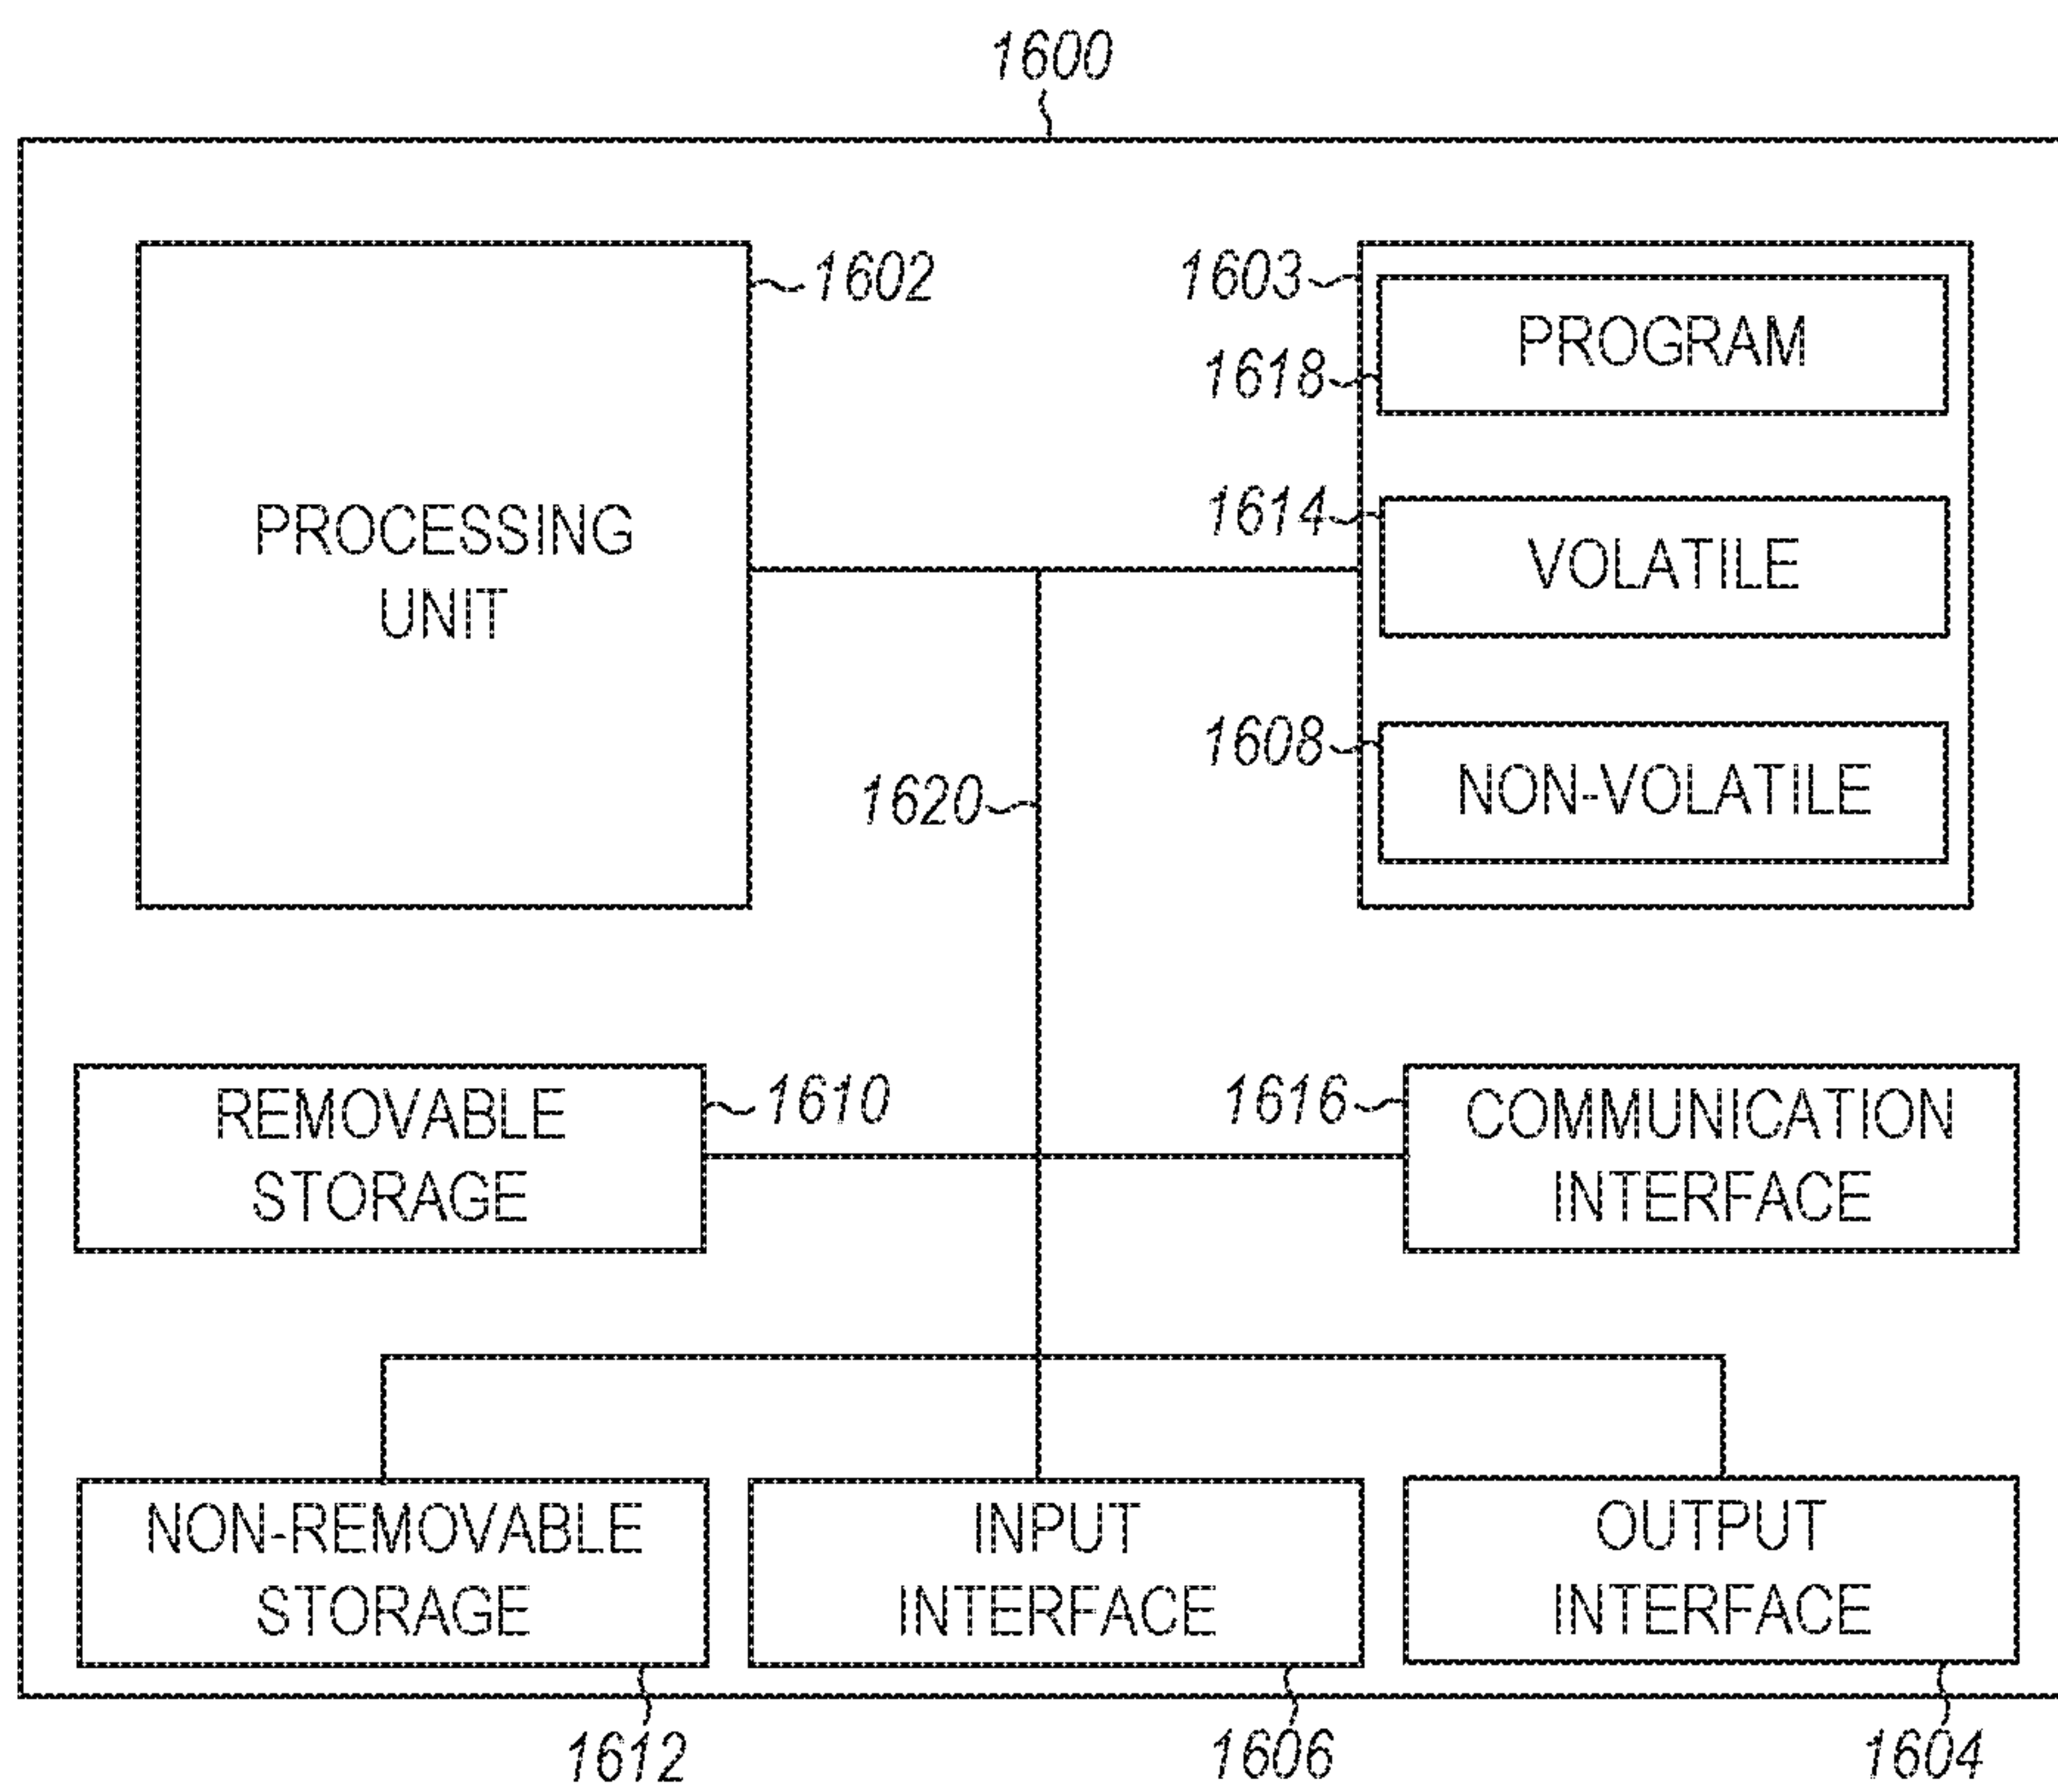 1600
1602
1603
PROGRAM
1618
PROCESSING
UNIT
1614
VOLATILE
1608
NON-VOLATILE
1620
REMOVABLE
STORAGE
1610
1616
COMMUNICATION
INTERFACE
NON-REMOVABLE
STORAGE
INPUT
INTERFACE
OUTPUT
INTERFACE
1612
1606
1604